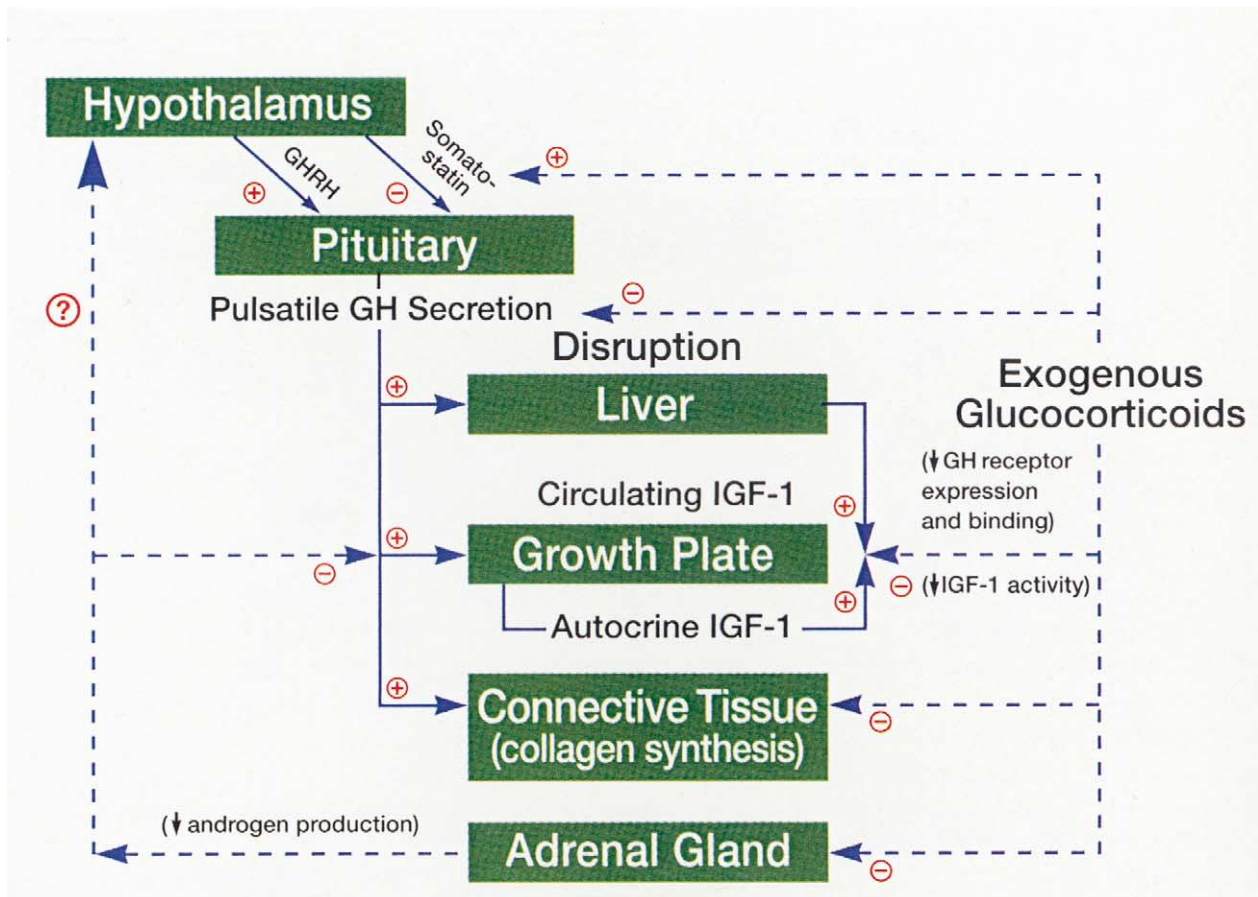 Hypothalamus
GHRH
Somato-
statin
+
+
−
Pituitary
?
Pulsatile GH Secretion
−
Disruption
+
Liver
Exogenous
Glucocorticoids
(↓GH receptor
expression
and binding)
Circulating IGF-1
+
+
Growth Plate
−
−
(↓IGF-1 activity)
+
Autocrine IGF-1
+
Connective Tissue
(collagen synthesis)
−
(↓ androgen production)
Adrenal Gland
−